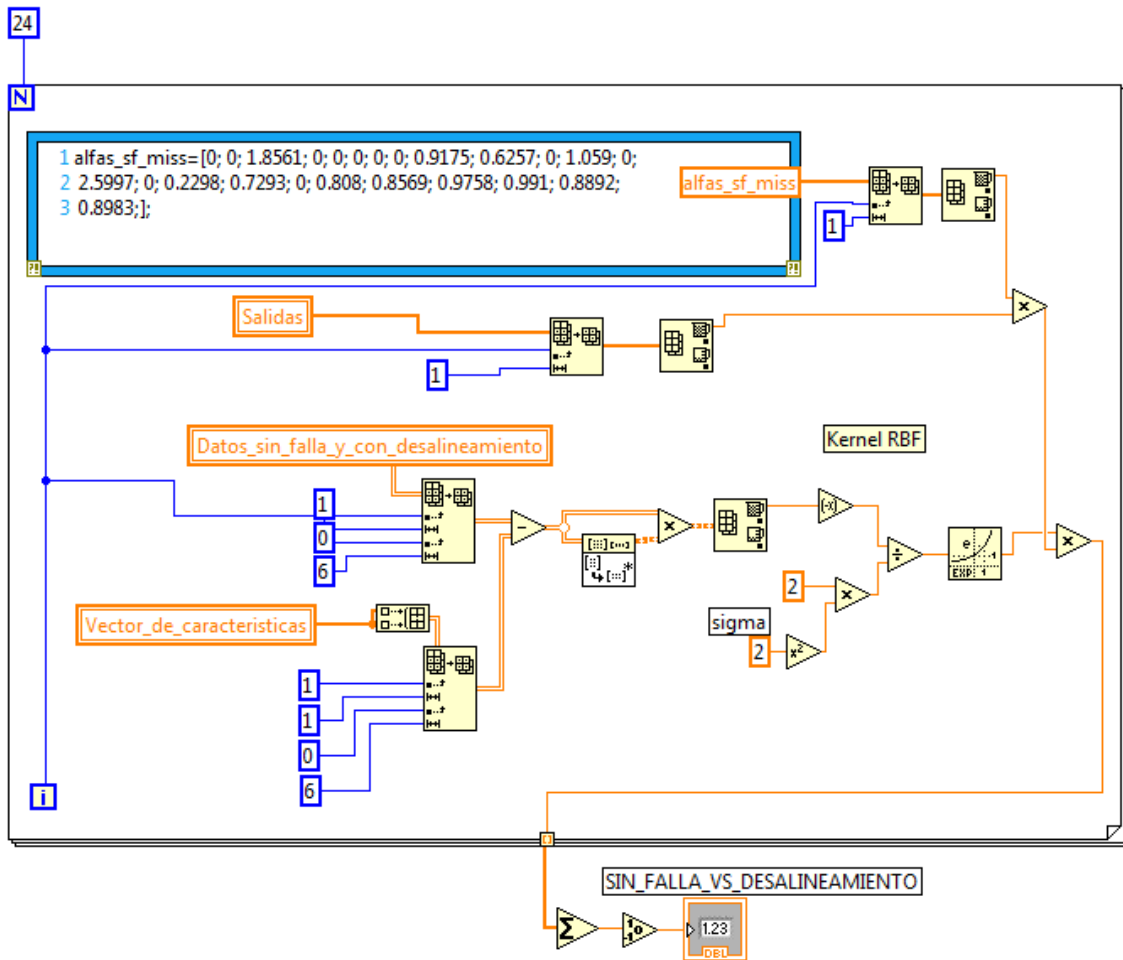 24
N
1 alfas_sf_miss=[0; 0; 1.8561; 0; 0; 0; 0; 0; 0.9175; 0.6257; 0; 1.059; 0;
2 2.5997; 0; 0.2298; 0.7293; 0; 0.808; 0.8569; 0.9758; 0.991; 0.8892;
3 0.8983;];
alfas_sf_miss
1
Salidas
1
Datos_sin_falla_y_con_desalineamiento
Kernel RBF
1
0
6
2
sigma
2
Vector_de_caracteristicas
1
1
0
6
e
EXP: 1
i
SIN_FALLA_VS_DESALINEAMIENTO
Σ
1.23
DBL